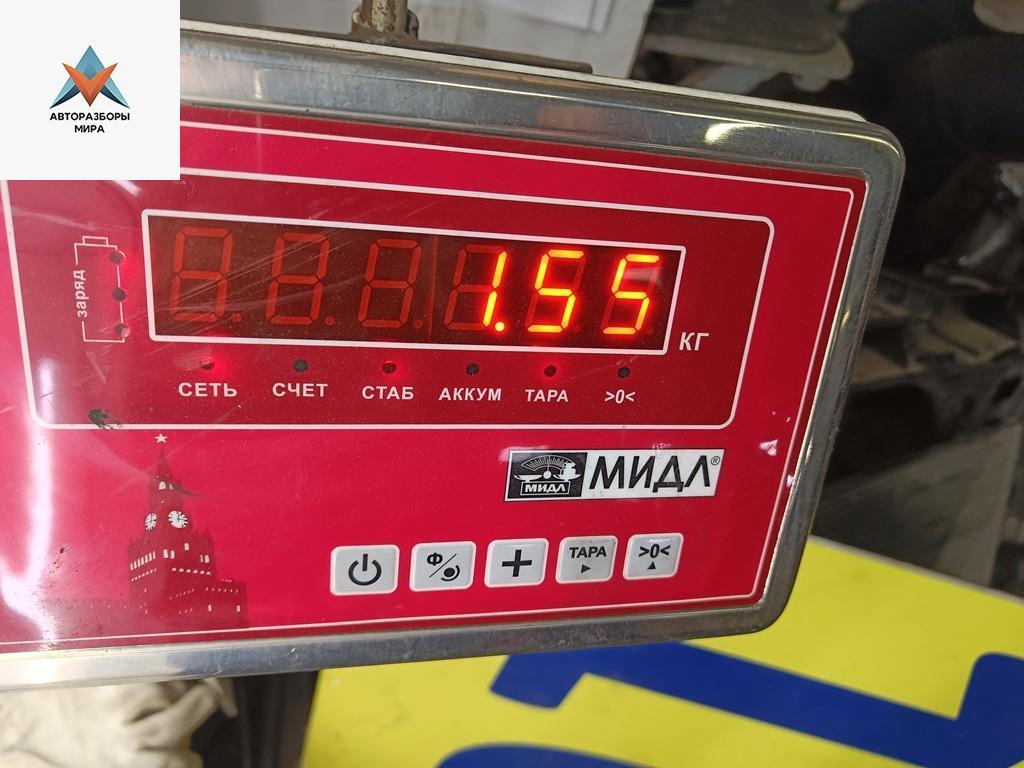 АВТОРАЗБОРЫ
МИРА
заряд
1.55
КГ
СЕТЬ СЧЕТ СТАБ АККУМ ТАРА >0<
МИДЛ МИДЛ®
Ф/ + ТАРА >0<